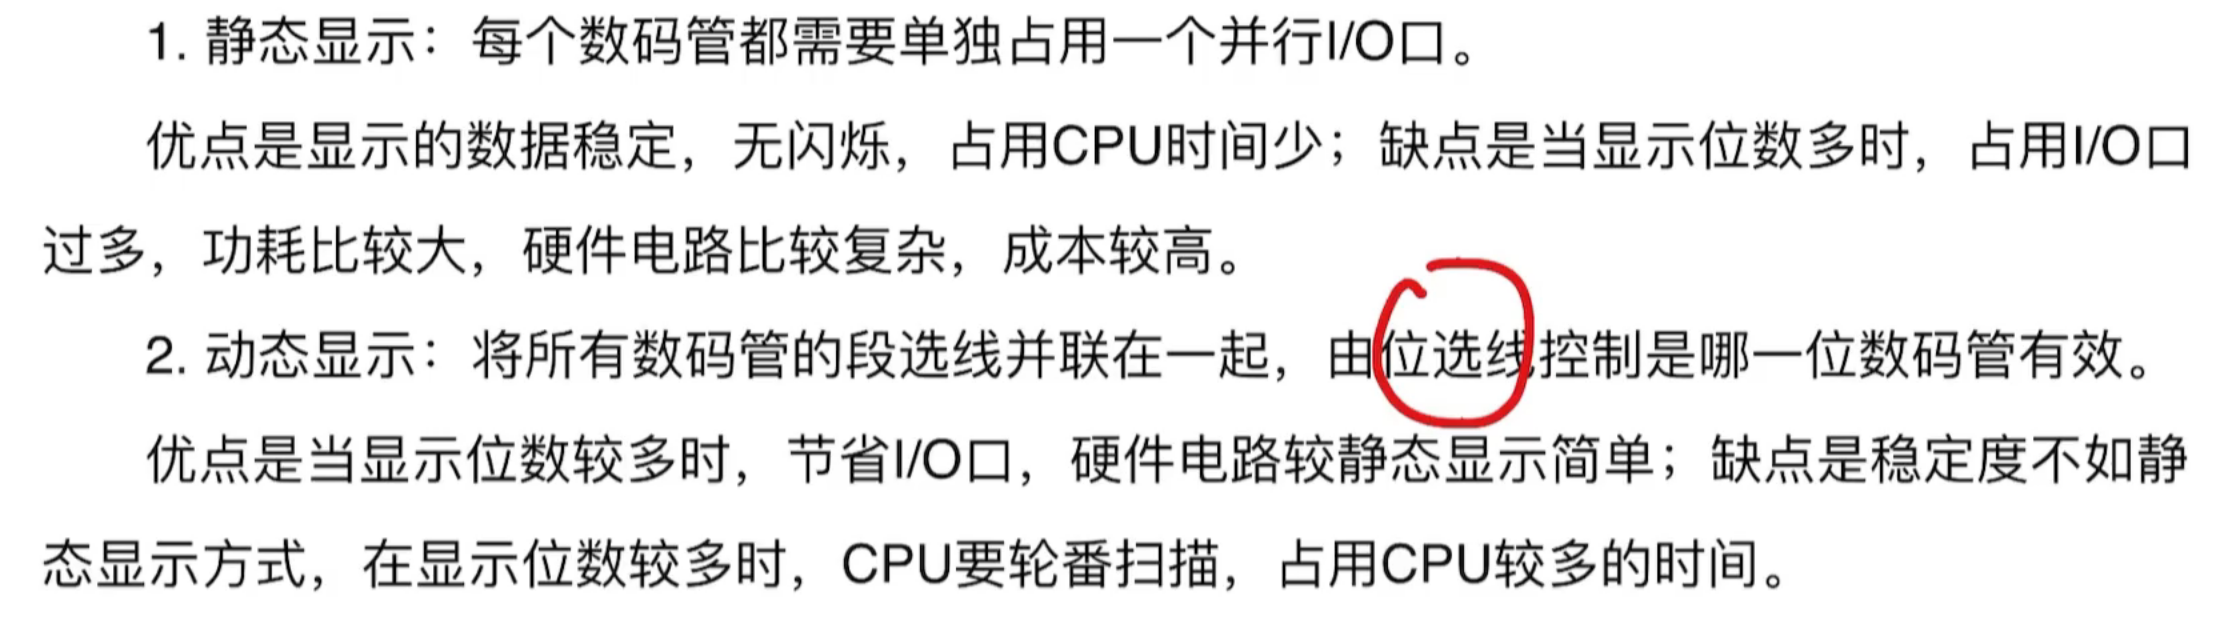 1. 静态显示：每个数码管都需要单独占用一个并行I/O口。
优点是显示的数据稳定，无闪烁，占用CPU时间少；缺点是当显示位数多时，占用I/O口
过多，功耗比较大，硬件电路比较复杂，成本较高。
2. 动态显示：将所有数码管的段选线并联在一起，由位选线控制是哪一位数码管有效。
优点是当显示位数较多时，节省I/O口，硬件电路较静态显示简单；缺点是稳定度不如静
态显示方式，在显示位数较多时，CPU要轮番扫描，占用CPU较多的时间。